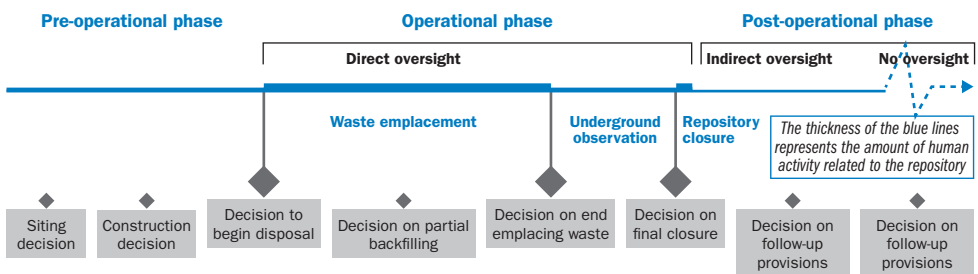 Pre-operational phase
Operational phase
Post-operational phase
Direct oversight
Indirect oversight
No oversight
Waste emplacement
Underground
observation
Repository
closure
The thickness of the blue lines
represents the amount of human
activity related to the repository
Siting
decision
Construction
decision
Decision to
begin disposal
Decision on partial
backfilling
Decision on end
emplacing waste
Decision on
final closure
Decision on
follow-up
provisions
Decision on
follow-up
provisions